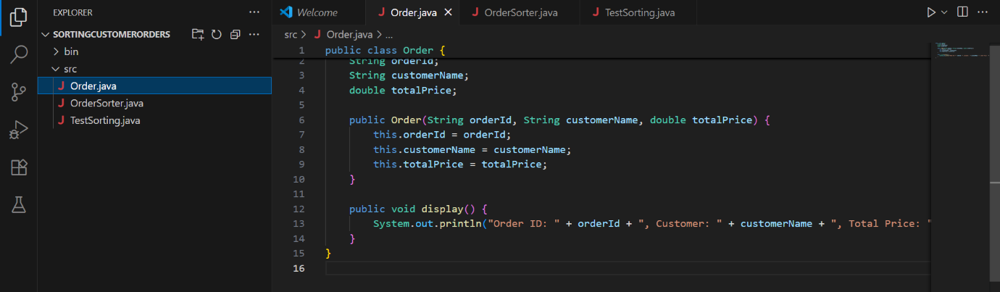 EXPLORER
SORTINGCUSTOMERORDERS
bin
src
J Order.java
J OrderSorter.java
J TestSorting.java
Welcome
J Order.java
J OrderSorter.java
J TestSorting.java
src > J Order.java > ...
1 public class Order {
2 String orderId;
3 String customerName;
4 double totalPrice;
5
6 public Order(String orderId, String customerName, double totalPrice) {
7 this.orderId = orderId;
8 this.customerName = customerName;
9 this.totalPrice = totalPrice;
10 }
11
12 public void display() {
13 System.out.println("Order ID: " + orderId + ", Customer: " + customerName + ", Total Price: "
14 }
15 }
16